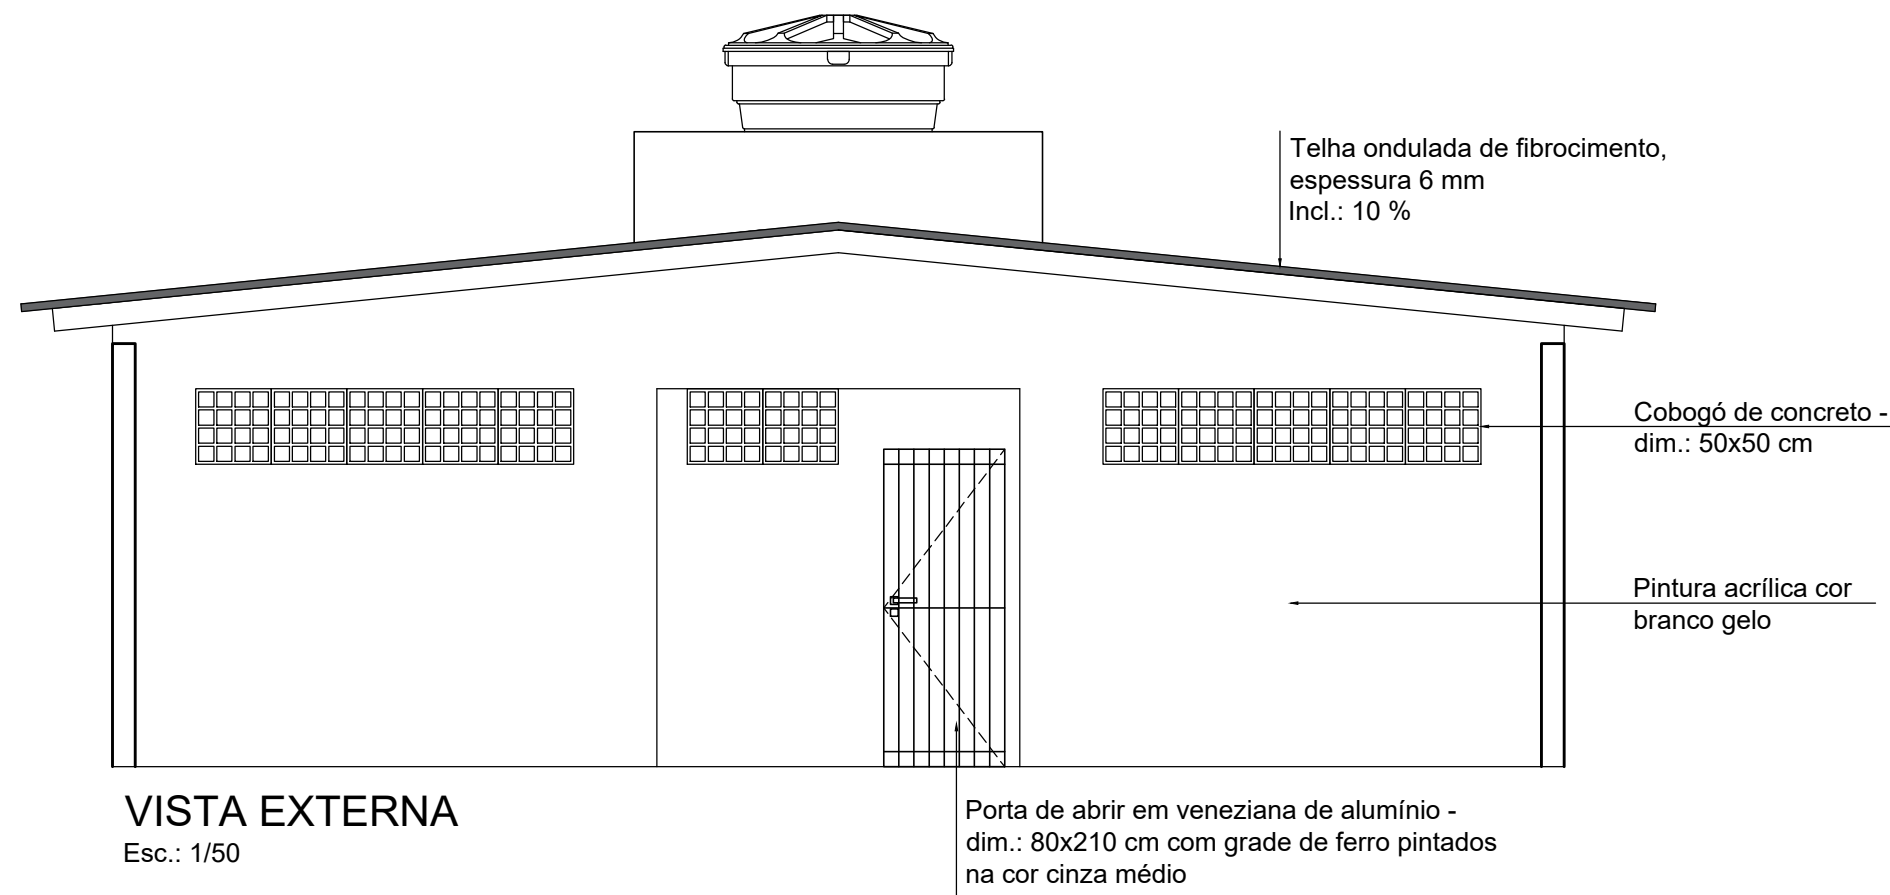 Telha ondulada de fibrocimento,
espessura 6 mm
Incl.: 10 %
Cobogó de concreto -
dim.: 50x50 cm
Pintura acrílica cor
branco gelo
VISTA EXTERNA
Esc.: 1/50
Porta de abrir em veneziana de alumínio -
dim.: 80x210 cm com grade de ferro pintados
na cor cinza médio